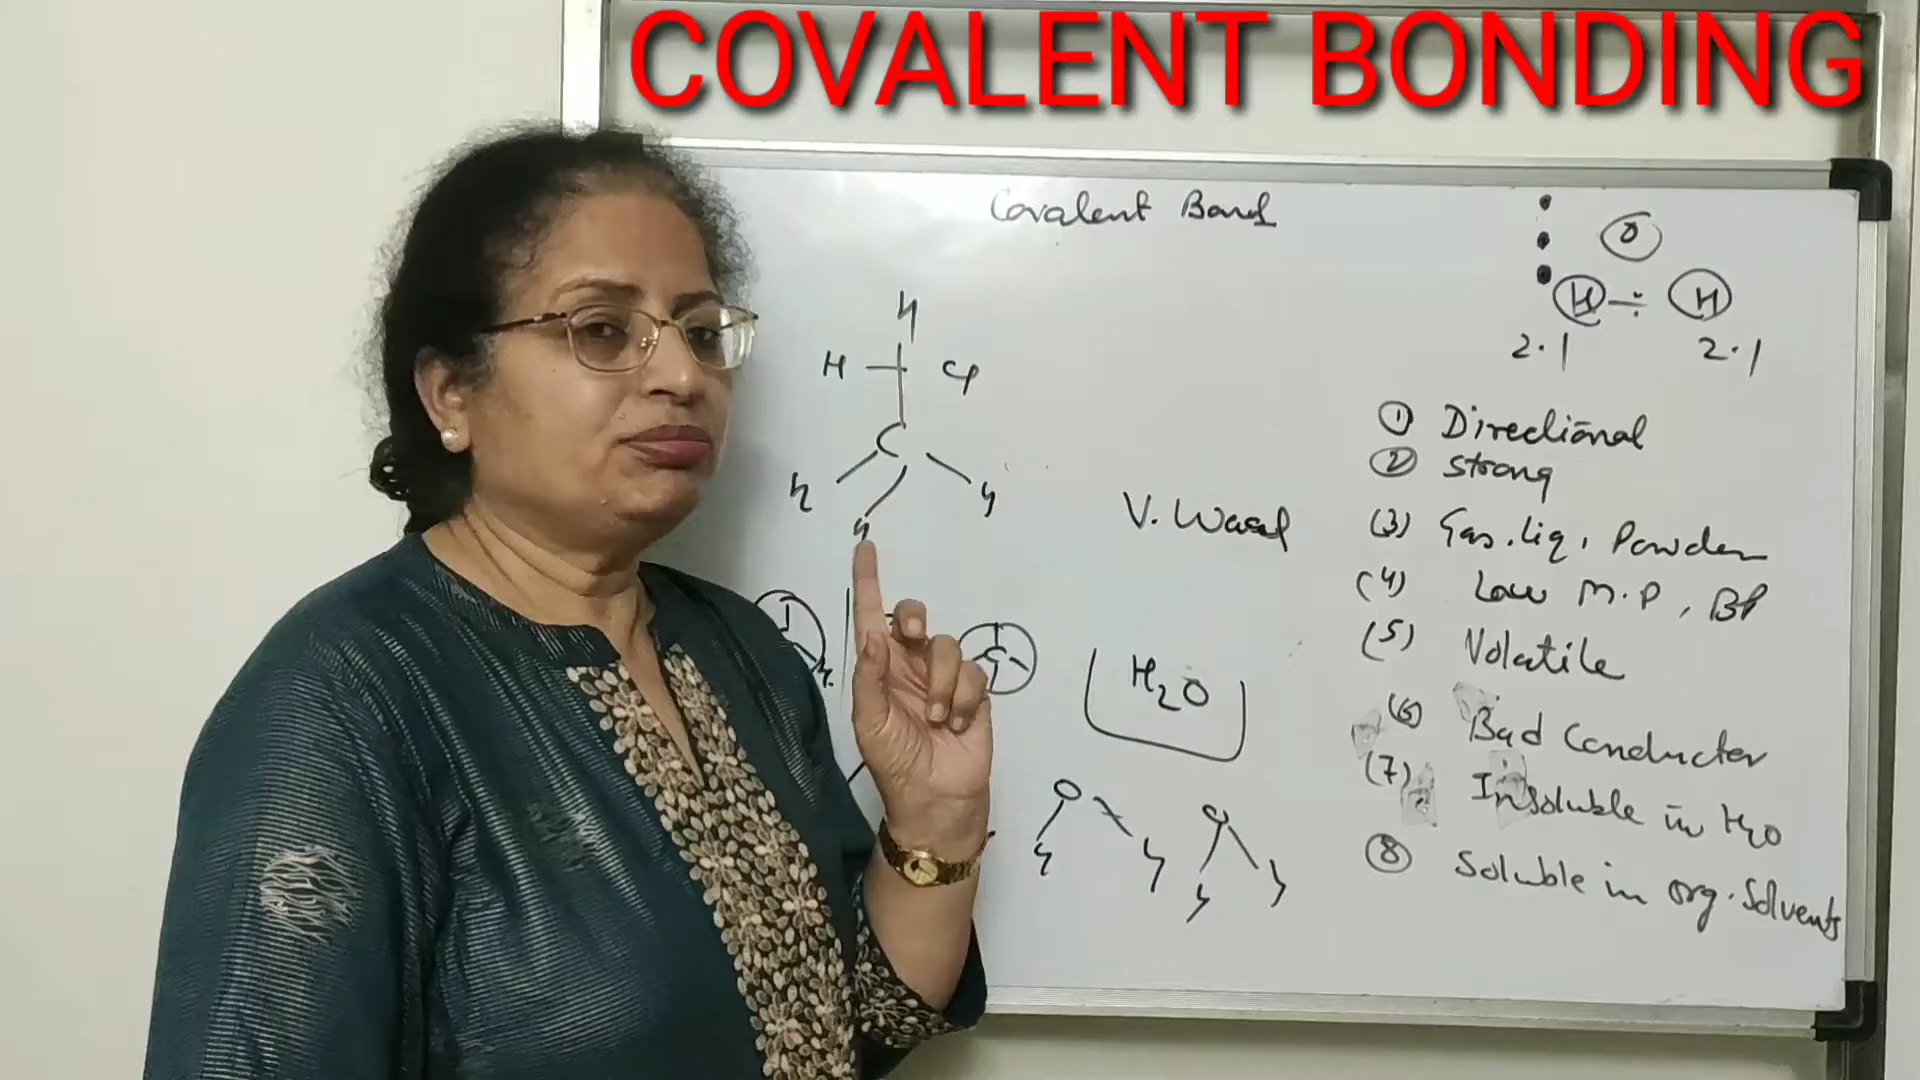 COVALENT BONDING
Covalent Bond
O
H H
2.1 2.1
H
H
C
H
H
H
V. Waal
H2O
O
H H
O
H H
① Directional
② Strong
(3) Gas. Liq. Powder
(4) Low M.P, BP
(5) Volatile
(6) Bad Conductor
(7) Insoluble in H2O
⑧ Soluble in org. Solvents